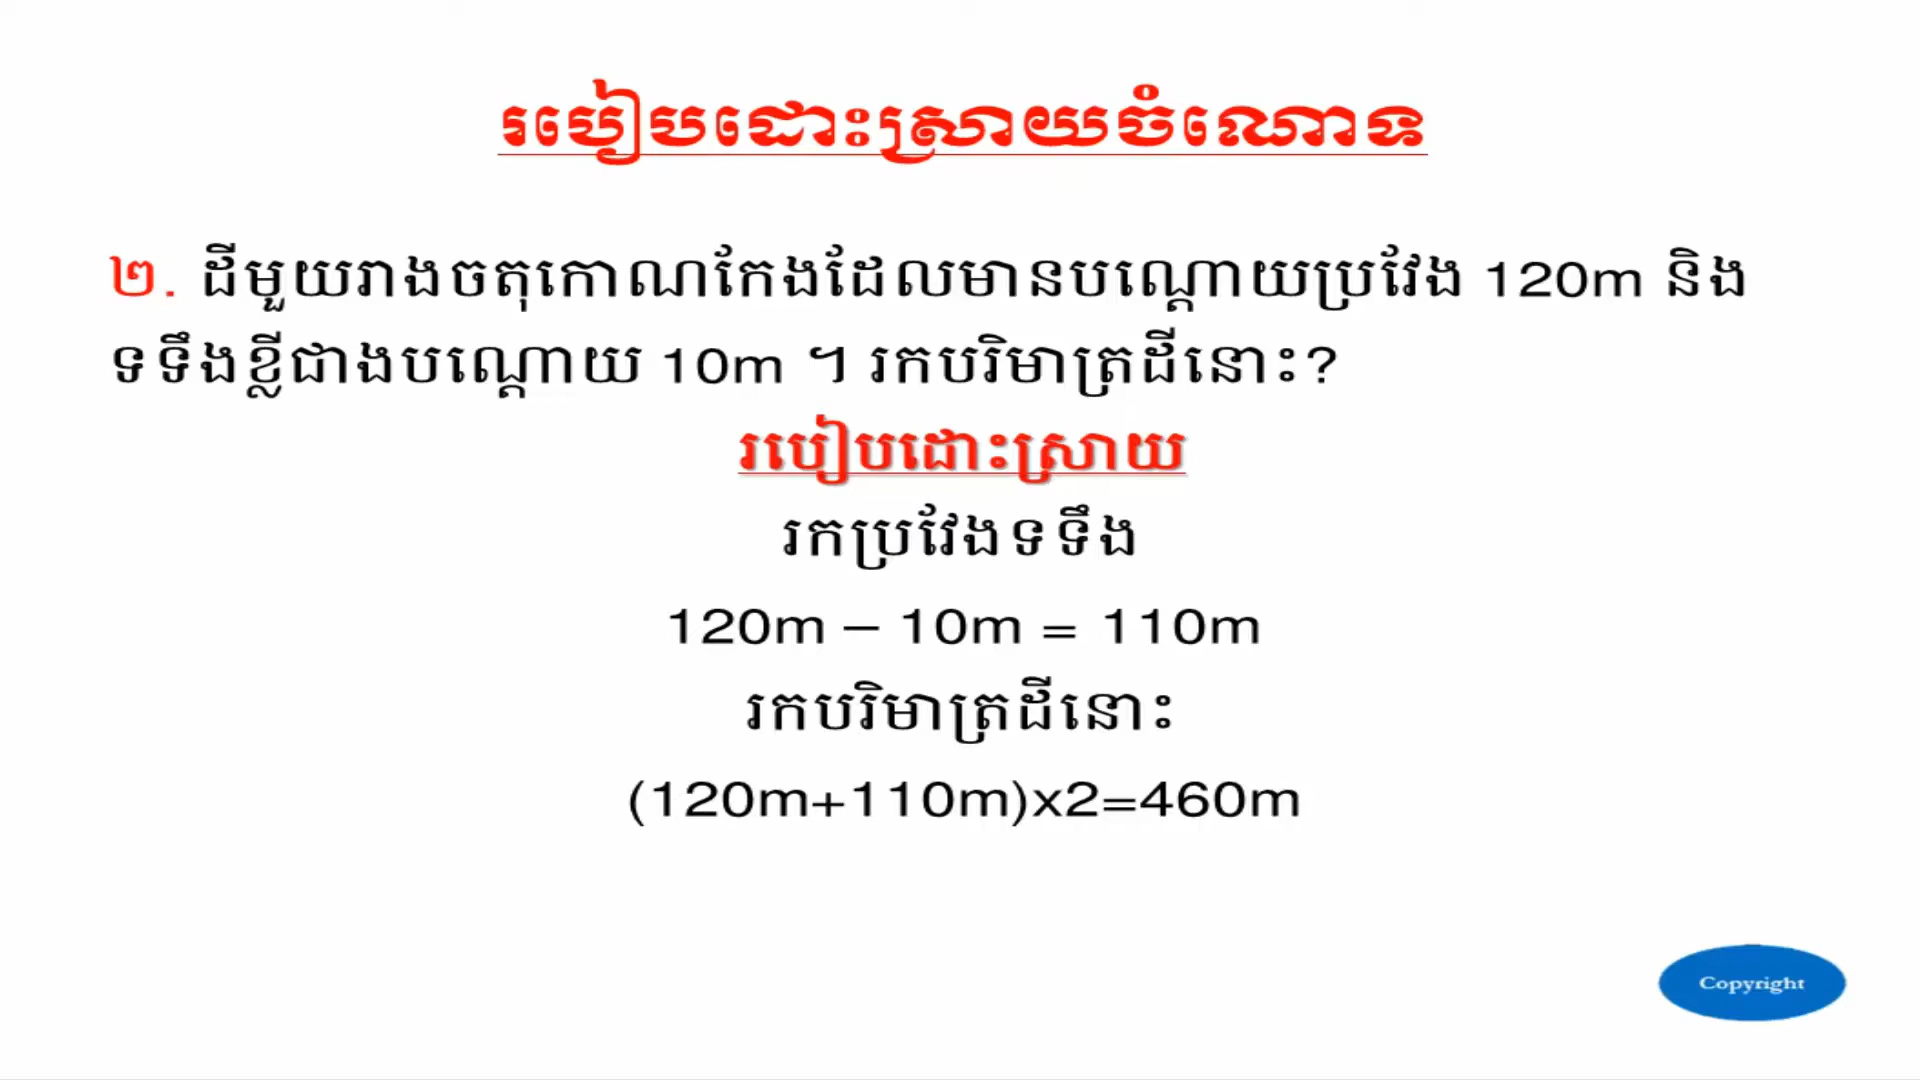 របៀបដោះស្រាយចំណោទ
២. ដីមួយរាងចតុកោណកែងដែលមានបណ្ដោយប្រវែង 120m និង
ទទឹងខ្លីជាងបណ្ដោយ 10m ។ រកបរិមាត្រដីនោះ?
របៀបដោះស្រាយ
រកប្រវែងទទឹង
120m – 10m = 110m
រកបរិមាត្រដីនោះ
(120m+110m)x2=460m
Copyright